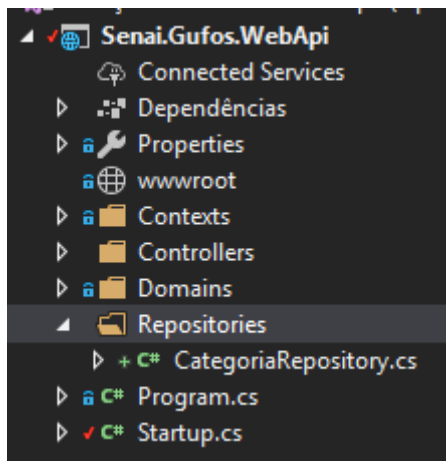 Senai.Gufos.WebApi
Connected Services
Dependências
Properties
wwwroot
Contexts
Controllers
Domains
Repositories
+ C# CategoriaRepository.cs
C# Program.cs
C# Startup.cs